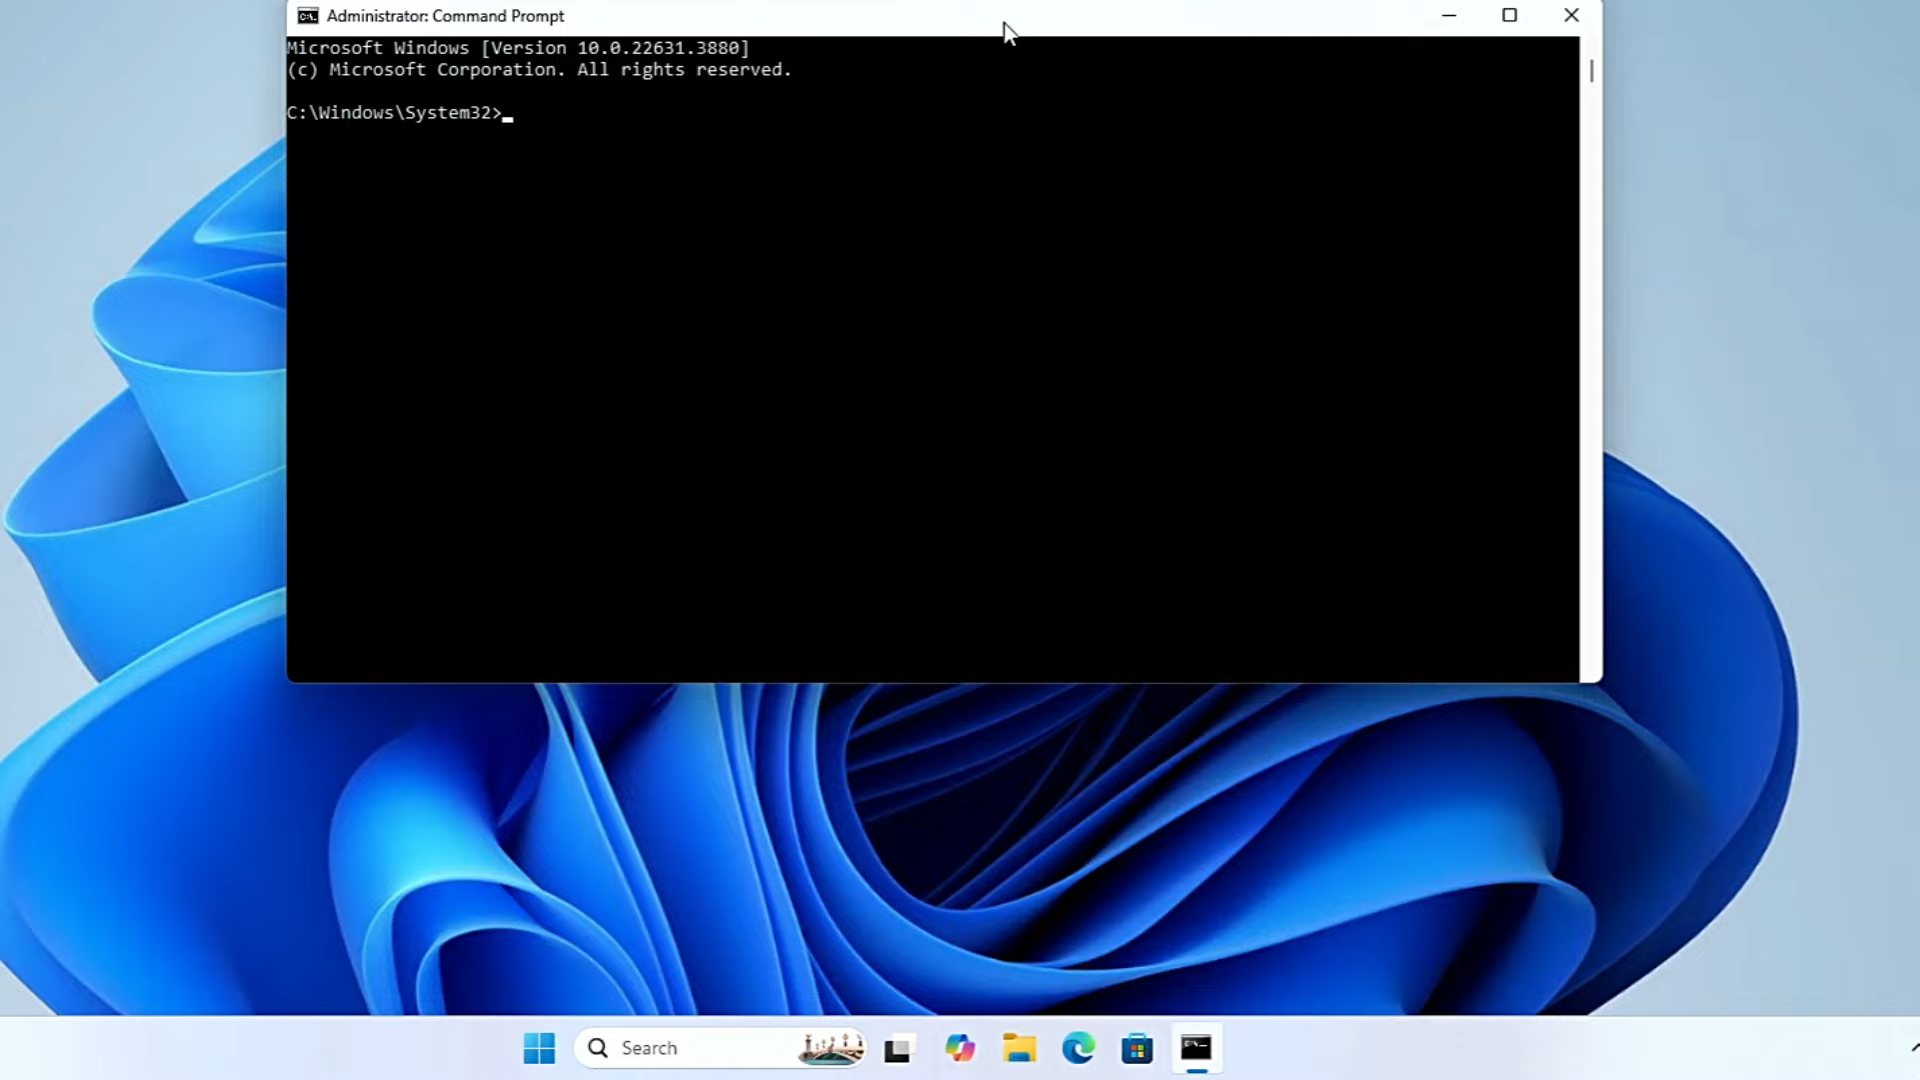 Administrator: Command Prompt
Microsoft Windows [Version 10.0.22631.3880]
(c) Microsoft Corporation. All rights reserved.
C:\Windows\System32>
Search